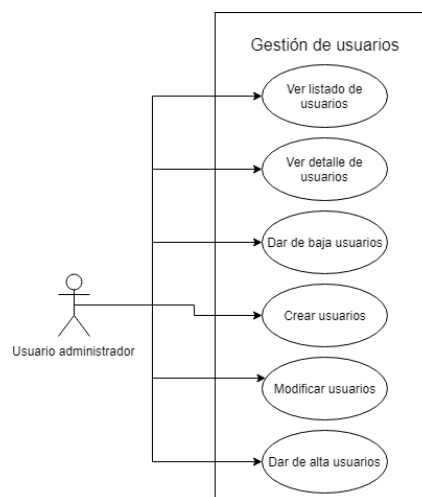 Gestión de usuarios
Ver listado de
usuarios
Ver detalle de
usuarios
Dar de baja usuarios
Crear usuarios
Usuario administrador
Modificar usuarios
Dar de alta usuarios